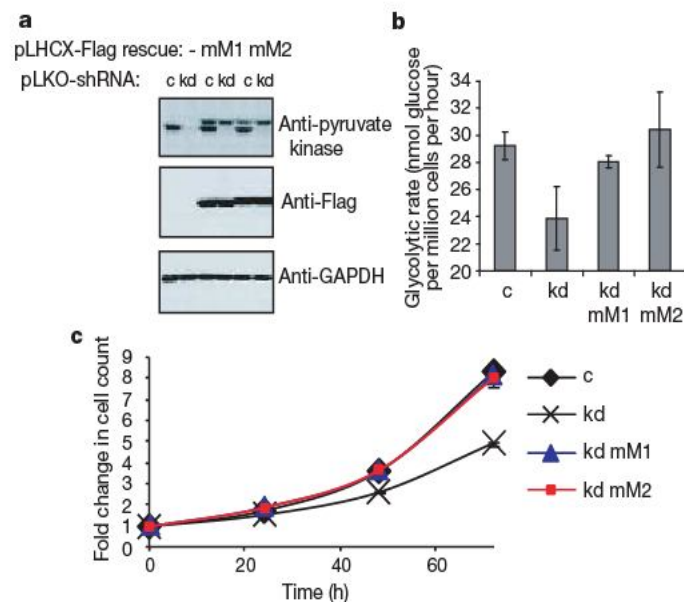 a
pLHCX-Flag rescue: - mM1 mM2
pLKO-shRNA: c kd c kd c kd
Anti-pyruvate
kinase
Anti-Flag
Anti-GAPDH
b
Glycolytic rate (nmol glucose
per million cells per hour)
34
32
30
28
26
24
22
20
c kd kd kd
mM1 mM2
c
Fold change in cell count
9
8
7
6
5
4
3
2
1
0
0 20 40 60
Time (h)
c
kd
kd mM1
kd mM2